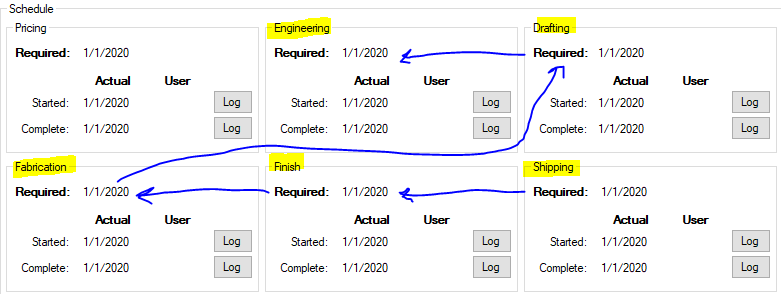 Schedule
Pricing
Required: 1/1/2020
Actual User
Started: 1/1/2020 Log
Complete: 1/1/2020 Log
Engineering
Required: 1/1/2020
Actual User
Started: 1/1/2020 Log
Complete: 1/1/2020 Log
Drafting
Required: 1/1/2020
Actual User
Started: 1/1/2020 Log
Complete: 1/1/2020 Log
Fabrication
Required: 1/1/2020
Actual User
Started: 1/1/2020 Log
Complete: 1/1/2020 Log
Finish
Required: 1/1/2020
Actual User
Started: 1/1/2020 Log
Complete: 1/1/2020 Log
Shipping
Required: 1/1/2020
Actual User
Started: 1/1/2020 Log
Complete: 1/1/2020 Log